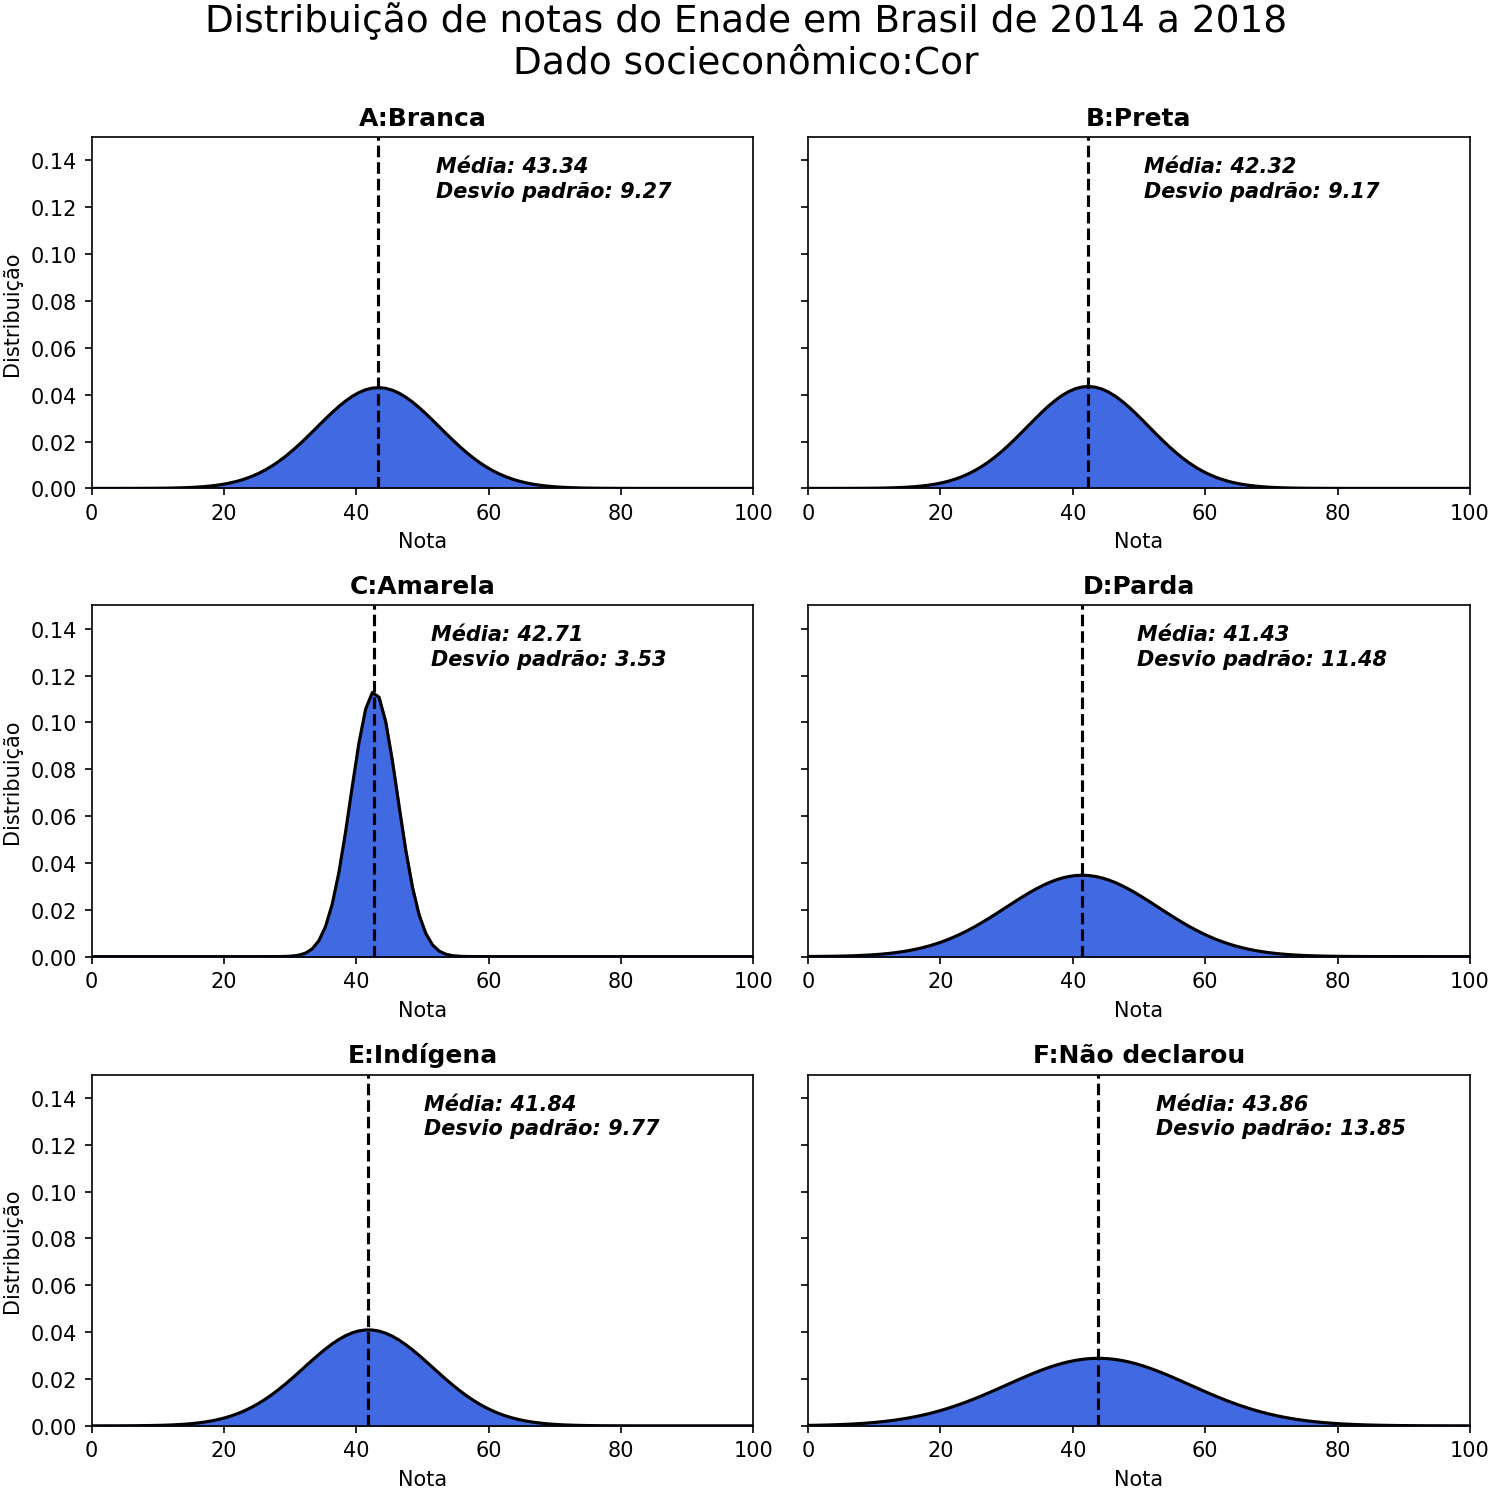 Distribuição de notas do Enade em Brasil de 2014 a 2018
Dado socieconômico:Cor
A:Branca
Média: 43.34
Desvio padrão: 9.27
Distribuição
0.14
0.12
0.10
0.08
0.06
0.04
0.02
0.00
0 20 40 60 80 100
Nota
B:Preta
Média: 42.32
Desvio padrão: 9.17
0 20 40 60 80 100
Nota
C:Amarela
Média: 42.71
Desvio padrão: 3.53
Distribuição
0.14
0.12
0.10
0.08
0.06
0.04
0.02
0.00
0 20 40 60 80 100
Nota
D:Parda
Média: 41.43
Desvio padrão: 11.48
0 20 40 60 80 100
Nota
E:Indígena
Média: 41.84
Desvio padrão: 9.77
Distribuição
0.14
0.12
0.10
0.08
0.06
0.04
0.02
0.00
0 20 40 60 80 100
Nota
F:Não declarou
Média: 43.86
Desvio padrão: 13.85
0 20 40 60 80 100
Nota